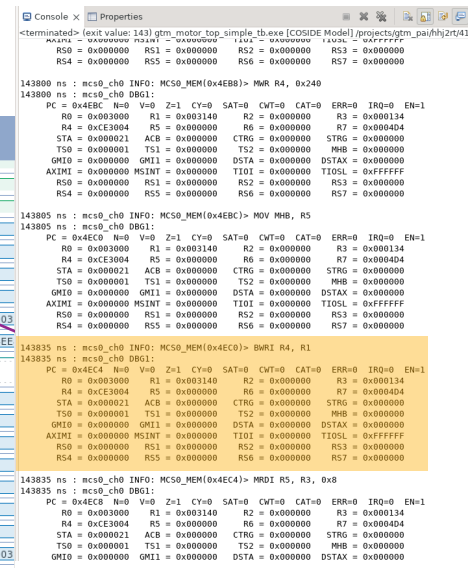 Console × Properties
<terminated> (exit value: 143) gtm_motor_top_simple_tb.exe [COSIDE Model] /projects/gtm_pai/hhj2rt/41
RS0 = 0x000000 RS1 = 0x000000 RS2 = 0x000000 RS3 = 0x000000
RS4 = 0x000000 RS5 = 0x000000 RS6 = 0x000000 RS7 = 0x000000
143800 ns : mcs0_ch0 INFO: MCS0_MEM(0x4EB8)> MWR R4, 0x240
143800 ns : mcs0_ch0 DBG1:
PC = 0x4EBC N=0 V=0 Z=1 CY=0 SAT=0 CWT=0 CAT=0 ERR=0 IRQ=0 EN=1
R0 = 0x003000 R1 = 0x003140 R2 = 0x000000 R3 = 0x000134
R4 = 0xCE3004 R5 = 0x000000 R6 = 0x000000 R7 = 0x0004D4
STA = 0x000021 ACB = 0x000000 CTRG = 0x000000 STRG = 0x000000
TS0 = 0x000001 TS1 = 0x000000 TS2 = 0x000000 MHB = 0x000000
GMI0 = 0x000000 GMI1 = 0x000000 DSTA = 0x000000 DSTAX = 0x000000
AXIMI = 0x000000 MSINT = 0x000000 TIOI = 0x000000 TIOSL = 0xFFFFFF
RS0 = 0x000000 RS1 = 0x000000 RS2 = 0x000000 RS3 = 0x000000
RS4 = 0x000000 RS5 = 0x000000 RS6 = 0x000000 RS7 = 0x000000
143805 ns : mcs0_ch0 INFO: MCS0_MEM(0x4EBC)> MOV MHB, R5
143805 ns : mcs0_ch0 DBG1:
PC = 0x4EC0 N=0 V=0 Z=1 CY=0 SAT=0 CWT=0 CAT=0 ERR=0 IRQ=0 EN=1
R0 = 0x003000 R1 = 0x003140 R2 = 0x000000 R3 = 0x000134
R4 = 0xCE3004 R5 = 0x000000 R6 = 0x000000 R7 = 0x0004D4
STA = 0x000021 ACB = 0x000000 CTRG = 0x000000 STRG = 0x000000
TS0 = 0x000001 TS1 = 0x000000 TS2 = 0x000000 MHB = 0x000000
GMI0 = 0x000000 GMI1 = 0x000000 DSTA = 0x000000 DSTAX = 0x000000
AXIMI = 0x000000 MSINT = 0x000000 TIOI = 0x000000 TIOSL = 0xFFFFFF
RS0 = 0x000000 RS1 = 0x000000 RS2 = 0x000000 RS3 = 0x000000
RS4 = 0x000000 RS5 = 0x000000 RS6 = 0x000000 RS7 = 0x000000
03
EE
143835 ns : mcs0_ch0 INFO: MCS0_MEM(0x4EC0)> BWRI R4, R1
143835 ns : mcs0_ch0 DBG1:
PC = 0x4EC4 N=0 V=0 Z=1 CY=0 SAT=0 CWT=0 CAT=0 ERR=0 IRQ=0 EN=1
R0 = 0x003000 R1 = 0x003140 R2 = 0x000000 R3 = 0x000134
R4 = 0xCE3004 R5 = 0x000000 R6 = 0x000000 R7 = 0x0004D4
STA = 0x000021 ACB = 0x000000 CTRG = 0x000000 STRG = 0x000000
TS0 = 0x000001 TS1 = 0x000000 TS2 = 0x000000 MHB = 0x000000
GMI0 = 0x000000 GMI1 = 0x000000 DSTA = 0x000000 DSTAX = 0x000000
AXIMI = 0x000000 MSINT = 0x000000 TIOI = 0x000000 TIOSL = 0xFFFFFF
RS0 = 0x000000 RS1 = 0x000000 RS2 = 0x000000 RS3 = 0x000000
RS4 = 0x000000 RS5 = 0x000000 RS6 = 0x000000 RS7 = 0x000000
143835 ns : mcs0_ch0 INFO: MCS0_MEM(0x4EC4)> MRDI R5, R3, 0x8
143835 ns : mcs0_ch0 DBG1:
PC = 0x4EC8 N=0 V=0 Z=1 CY=0 SAT=0 CWT=0 CAT=0 ERR=0 IRQ=0 EN=1
R0 = 0x003000 R1 = 0x003140 R2 = 0x000000 R3 = 0x000134
R4 = 0xCE3004 R5 = 0x000000 R6 = 0x000000 R7 = 0x0004D4
STA = 0x000021 ACB = 0x000000 CTRG = 0x000000 STRG = 0x000000
TS0 = 0x000001 TS1 = 0x000000 TS2 = 0x000000 MHB = 0x000000
03
GMI0 = 0x000000 GMI1 = 0x000000 DSTA = 0x000000 DSTAX = 0x000000